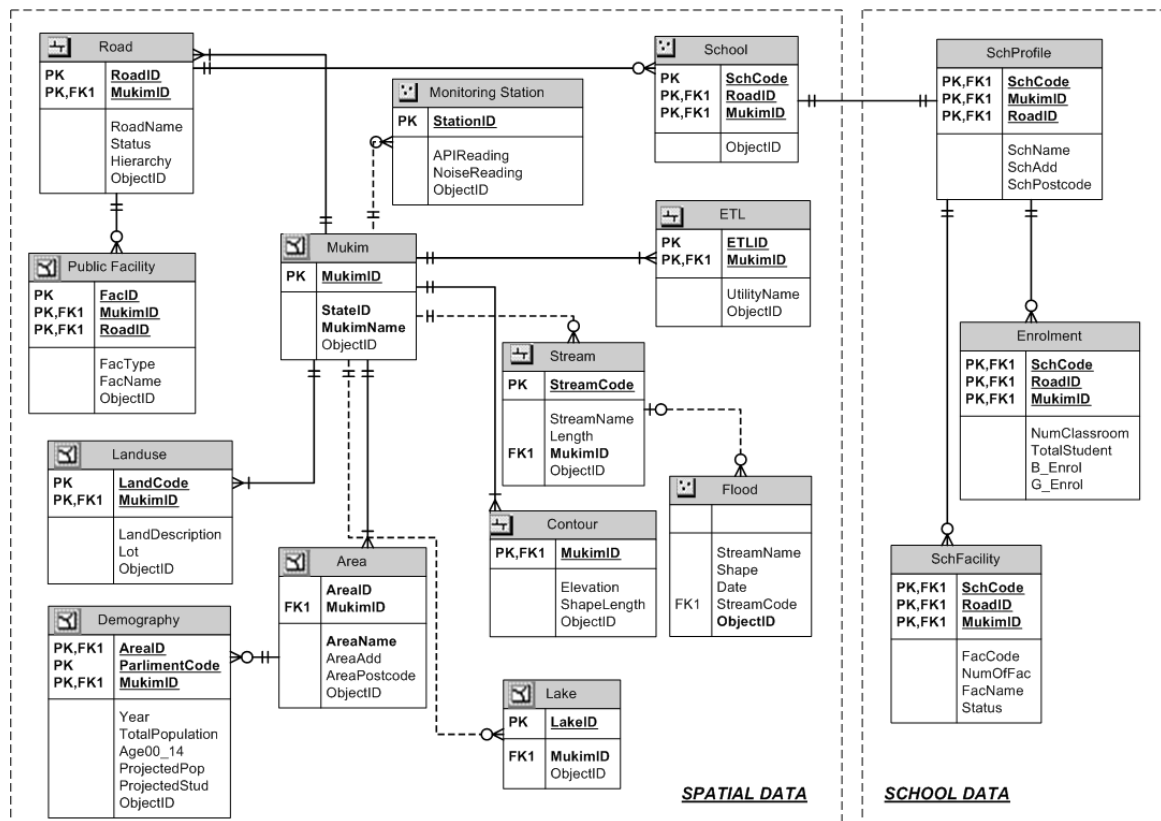 Road
PK RoadID
PK,FK1 MukimID
RoadName
Status
Hierarchy
ObjectID
School
PK SchCode
PK,FK1 RoadID
PK,FK1 MukimID
ObjectID
Monitoring Station
PK StationID
APIReading
NoiseReading
ObjectID
Mukim
PK MukimID
StateID
MukimName
ObjectID
ETL
PK ETLID
PK,FK1 MukimID
UtilityName
ObjectID
Public Facility
PK FacID
PK,FK1 MukimID
PK,FK1 RoadID
FacType
FacName
ObjectID
Stream
PK StreamCode
StreamName
Length
FK1 MukimID
ObjectID
Landuse
PK LandCode
PK,FK1 MukimID
LandDescription
Lot
ObjectID
Flood
StreamName
Shape
Date
FK1 StreamCode
ObjectID
Contour
PK,FK1 MukimID
Elevation
ShapeLength
ObjectID
Area
AreaID
FK1 MukimID
AreaName
AreaAdd
AreaPostcode
ObjectID
Demography
PK,FK1 AreaID
PK ParlimentCode
PK,FK1 MukimID
Year
TotalPopulation
Age00_14
ProjectedPop
ProjectedStud
ObjectID
Lake
PK LakeID
FK1 MukimID
ObjectID
SPATIAL DATA
SchProfile
PK,FK1 SchCode
PK,FK1 MukimID
PK,FK1 RoadID
SchName
SchAdd
SchPostcode
Enrolment
PK,FK1 SchCode
PK,FK1 RoadID
PK,FK1 MukimID
NumClassroom
TotalStudent
B_Enrol
G_Enrol
SchFacility
PK,FK1 SchCode
PK,FK1 RoadID
PK,FK1 MukimID
FacCode
NumOfFac
FacName
Status
SCHOOL DATA